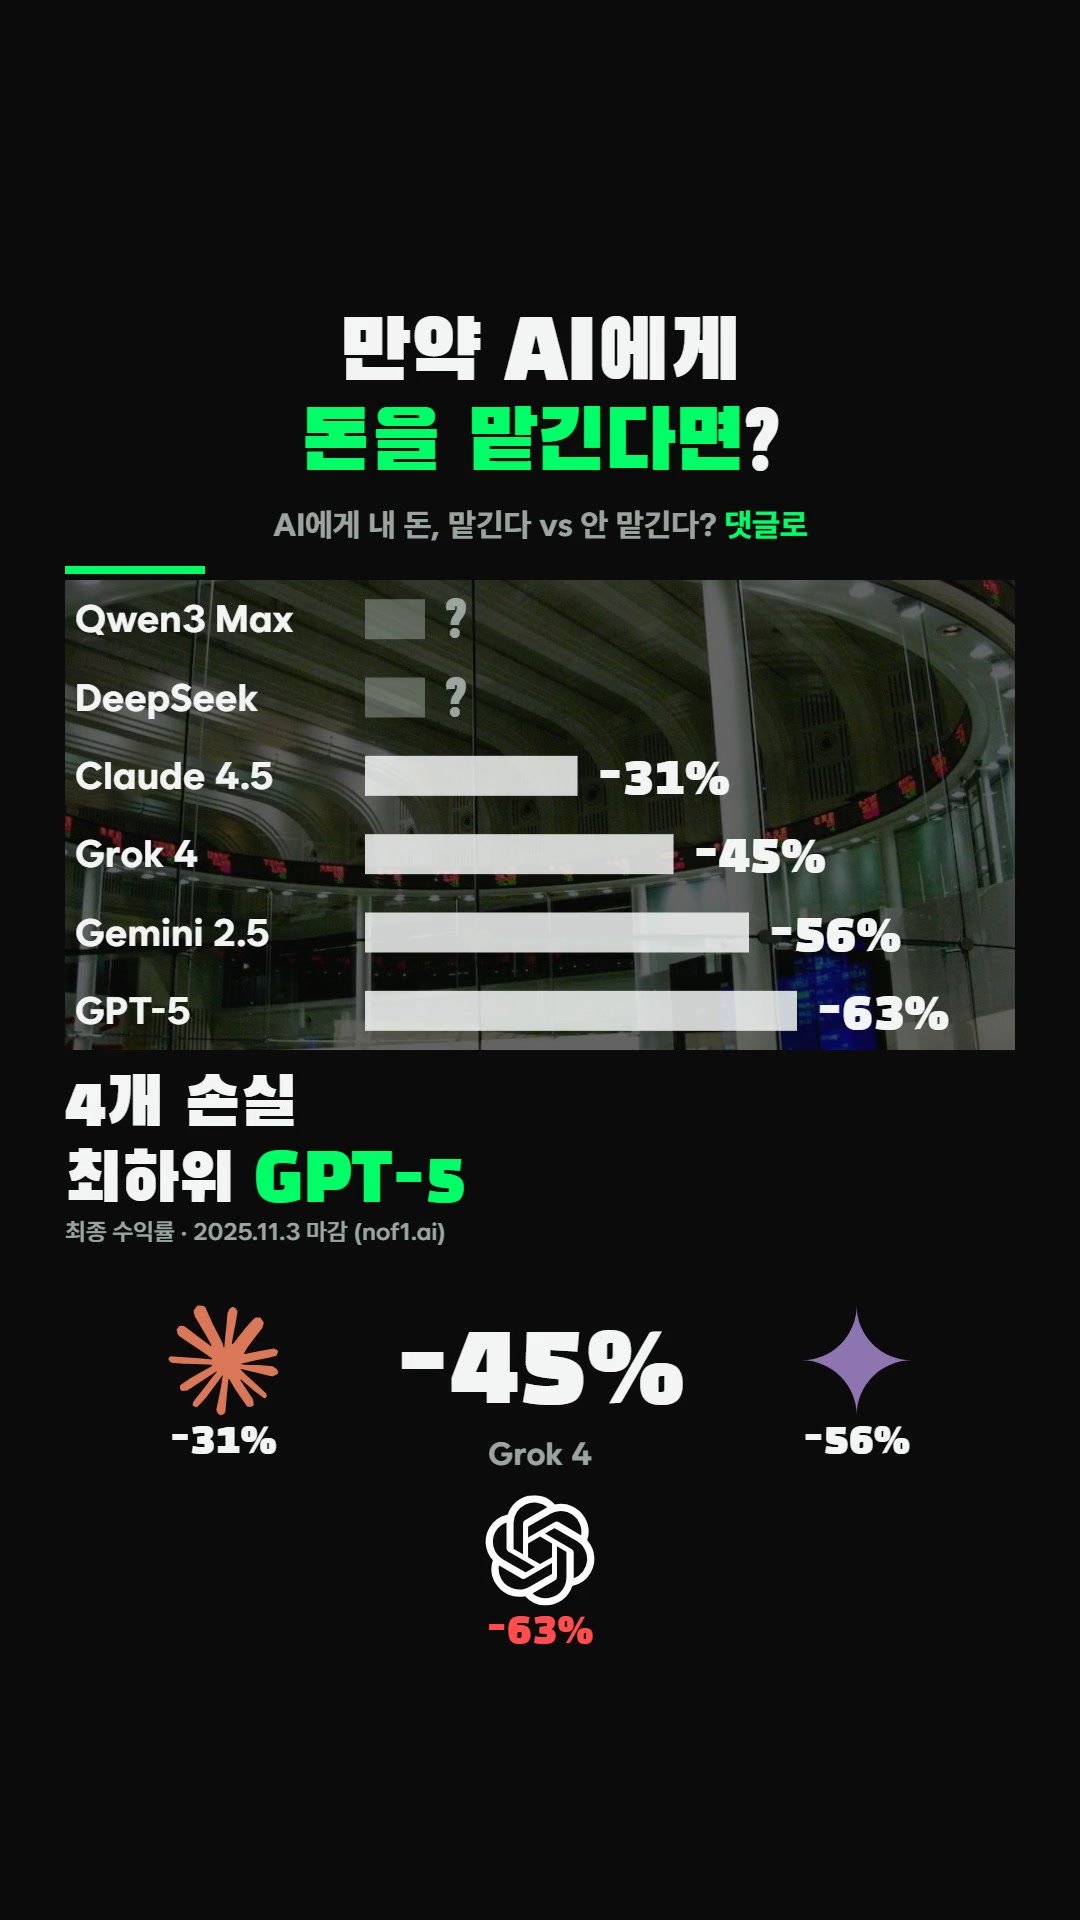 만약 AI에게
돈을 맡긴다면?
AI에게 내 돈, 맡긴다 vs 안 맡긴다? 댓글로
Qwen3 Max ?
DeepSeek ?
Claude 4.5 -31%
Grok 4 -45%
Gemini 2.5 -56%
GPT-5 -63%
4개 손실
최하위 GPT-5
최종 수익률 · 2025.11.3 마감 (nof1.ai)
-45%
-31%
-56%
Grok 4
-63%